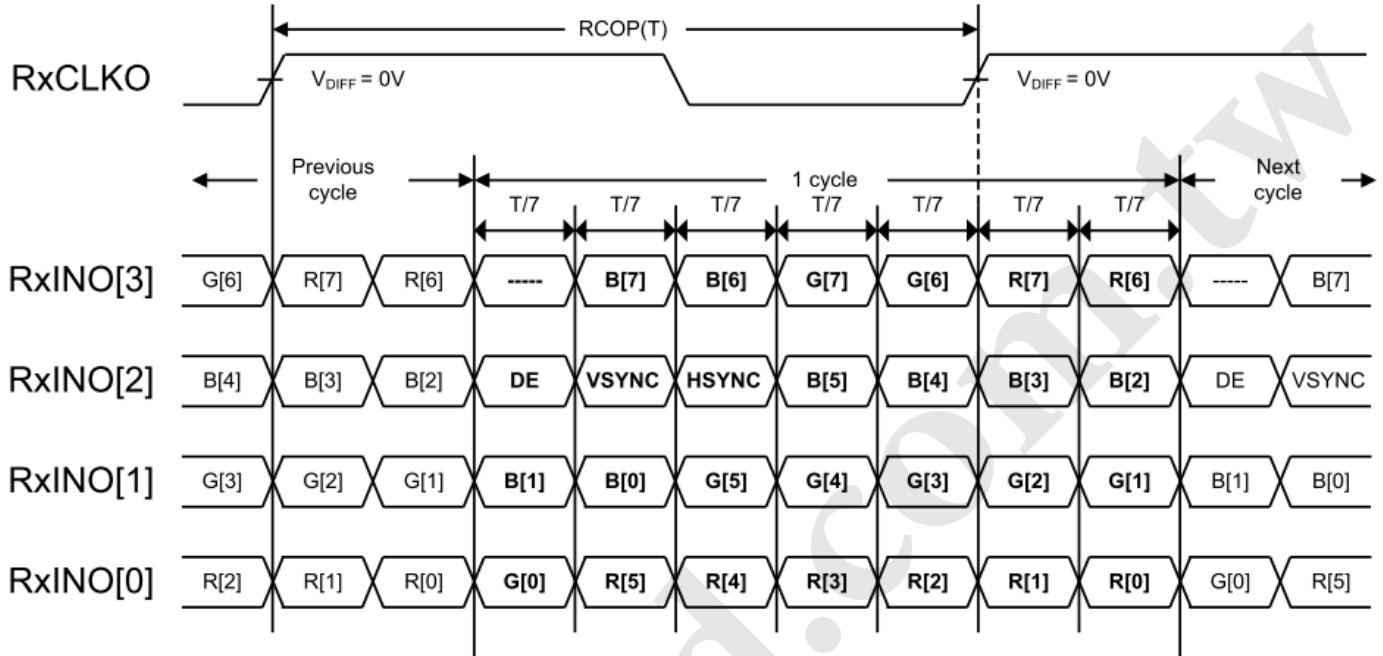 RCOP(T)
RxCLKO
VDIFF = 0V VDIFF = 0V
Previous cycle 1 cycle Next cycle
T/7 T/7 T/7 T/7 T/7 T/7 T/7
RxINO[3] G[6] R[7] R[6] ----- B[7] B[6] G[7] G[6] R[7] R[6] ----- B[7]
RxINO[2] B[4] B[3] B[2] DE VSYNC HSYNC B[5] B[4] B[3] B[2] DE VSYNC
RxINO[1] G[3] G[2] G[1] B[1] B[0] G[5] G[4] G[3] G[2] G[1] B[1] B[0]
RxINO[0] R[2] R[1] R[0] G[0] R[5] R[4] R[3] R[2] R[1] R[0] G[0] R[5]
d.com.tw